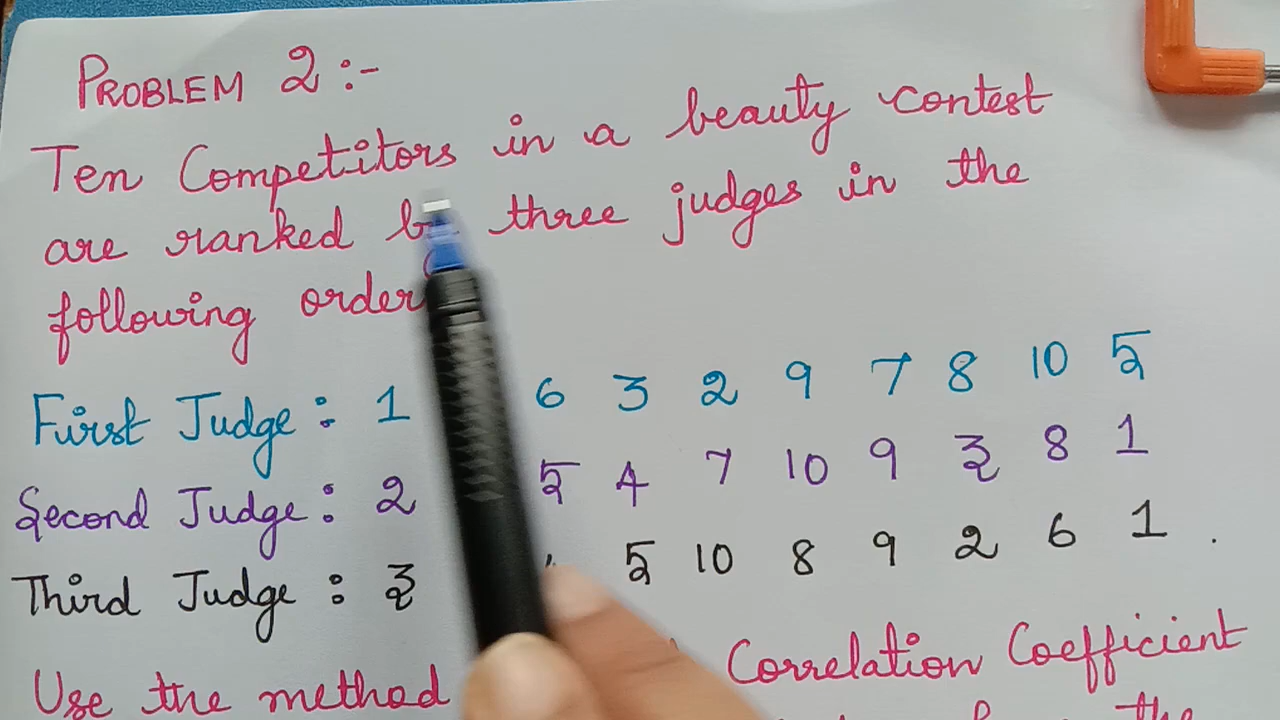 PROBLEM 2 :-
Ten Competitors in a beauty contest
are ranked three judges in the
following order
First Judge : 1 6 3 2 9 7 8 10 5
Second Judge : 2 5 4 7 10 9 3 8 1
Third Judge : 3 5 10 8 9 2 6 1 .
Use the method Correlation Coefficient
the